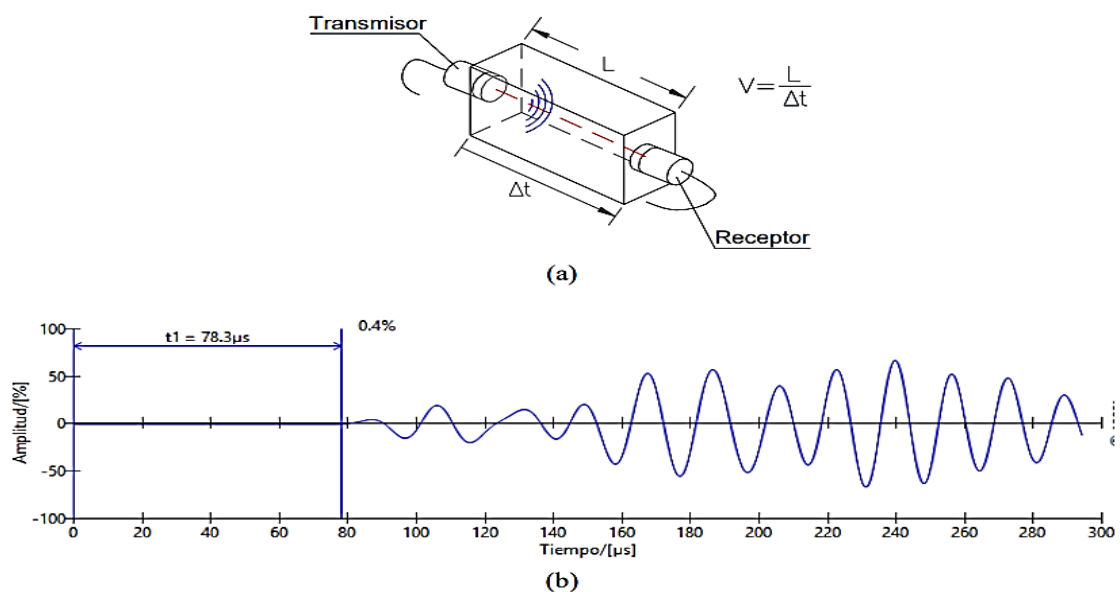 Transmisor
L
V=L/Δt
Δt
Receptor
(a)
t1 = 78.3µs
0.4%
Amplitud/[%]
100
50
0
-50
-100
0 20 40 60 80 100 120 140 160 180 200 220 240 260 280 300
Tiempo/[µs]
(b)